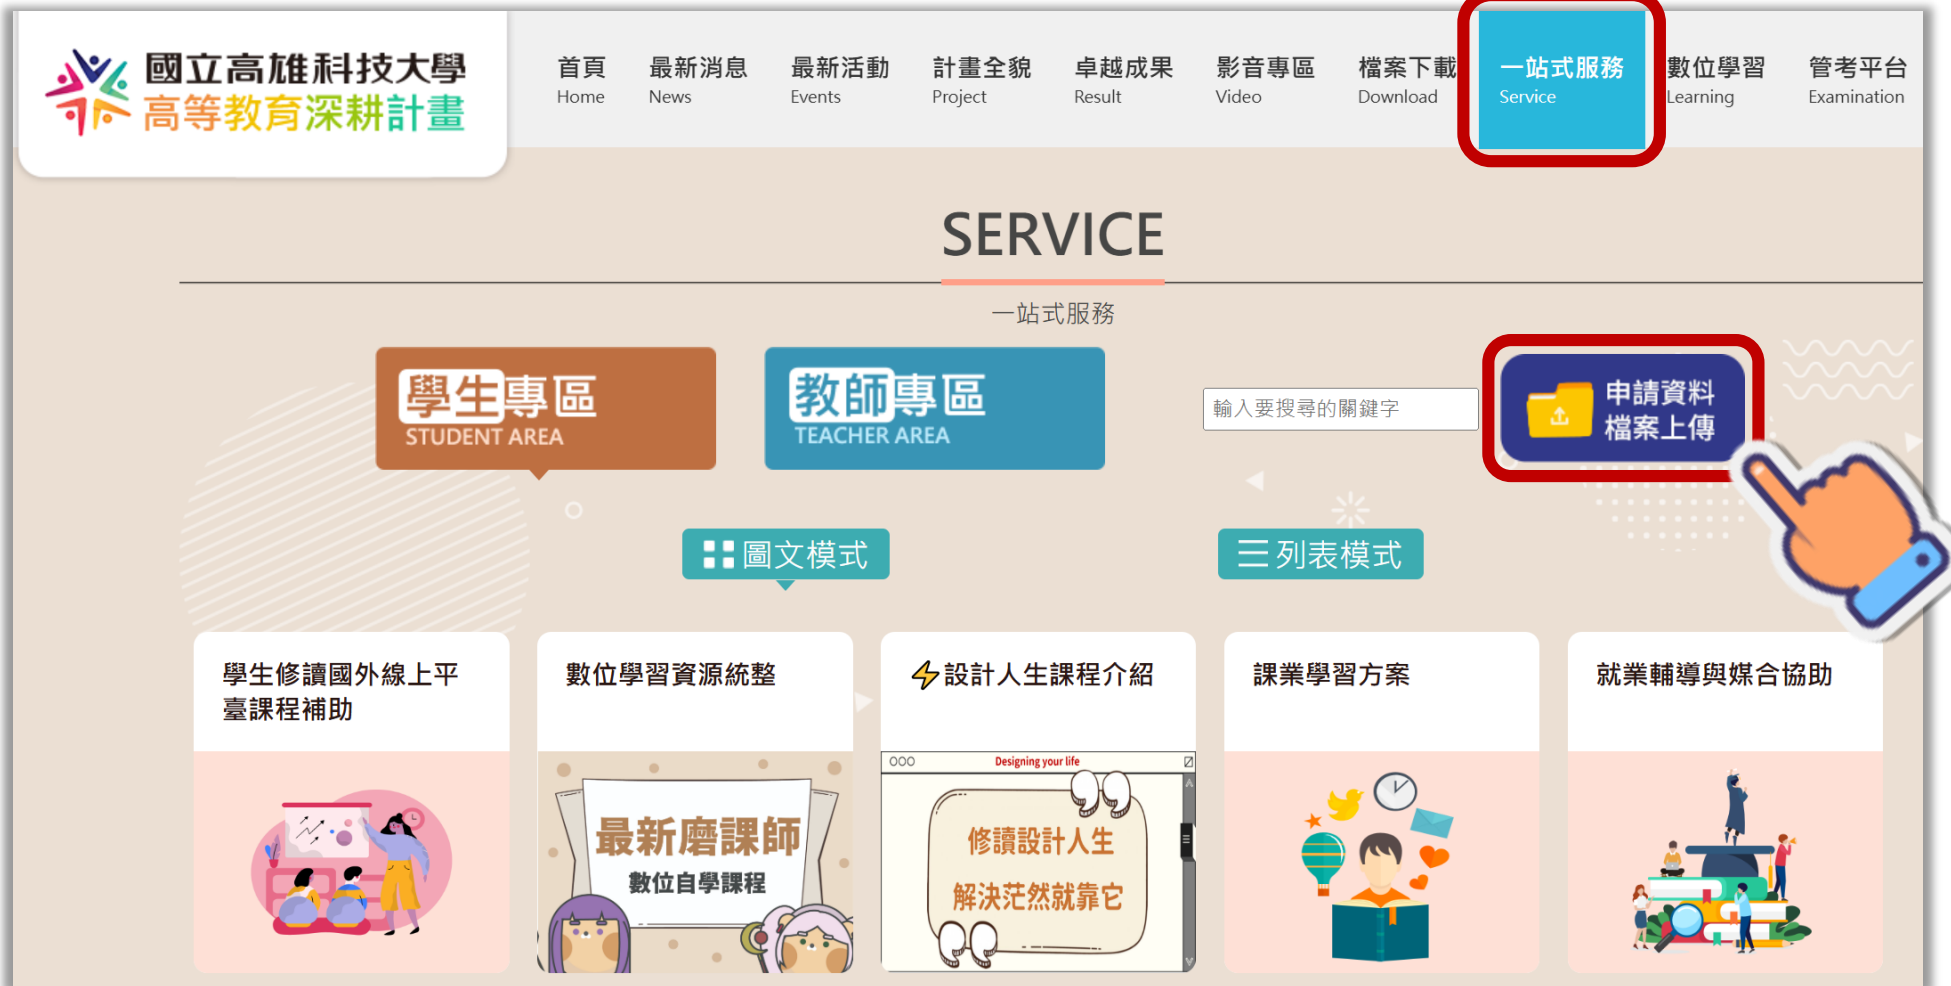 國立高雄科技大學
高等教育深耕計畫
首頁
Home
最新消息
News
最新活動
Events
計畫全貌
Project
卓越成果
Result
影音專區
Video
檔案下載
Download
一站式服務
Service
數位學習
Learning
管考平台
Examination
SERVICE
一站式服務
學生專區
STUDENT AREA
教師專區
TEACHER AREA
輸入要搜尋的關鍵字
申請資料
檔案上傳
圖文模式
列表模式
學生修讀國外線上平
臺課程補助
數位學習資源統整
最新磨課師
數位自學課程
⚡設計人生課程介紹
Designing your life
修讀設計人生
解決茫然就靠它
課業學習方案
就業輔導與媒合協助